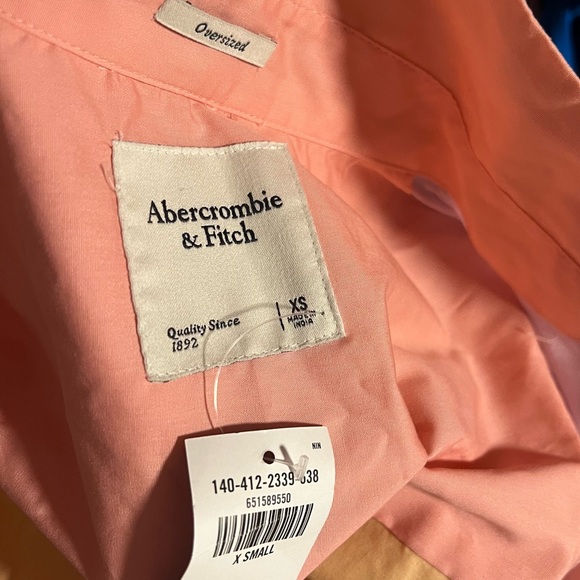 Oversized
Abercrombie
& Fitch
Quality Since
1892
XS
MADE IN
INDIA
NIN
140-412-2339-038
651589550
X SMALL